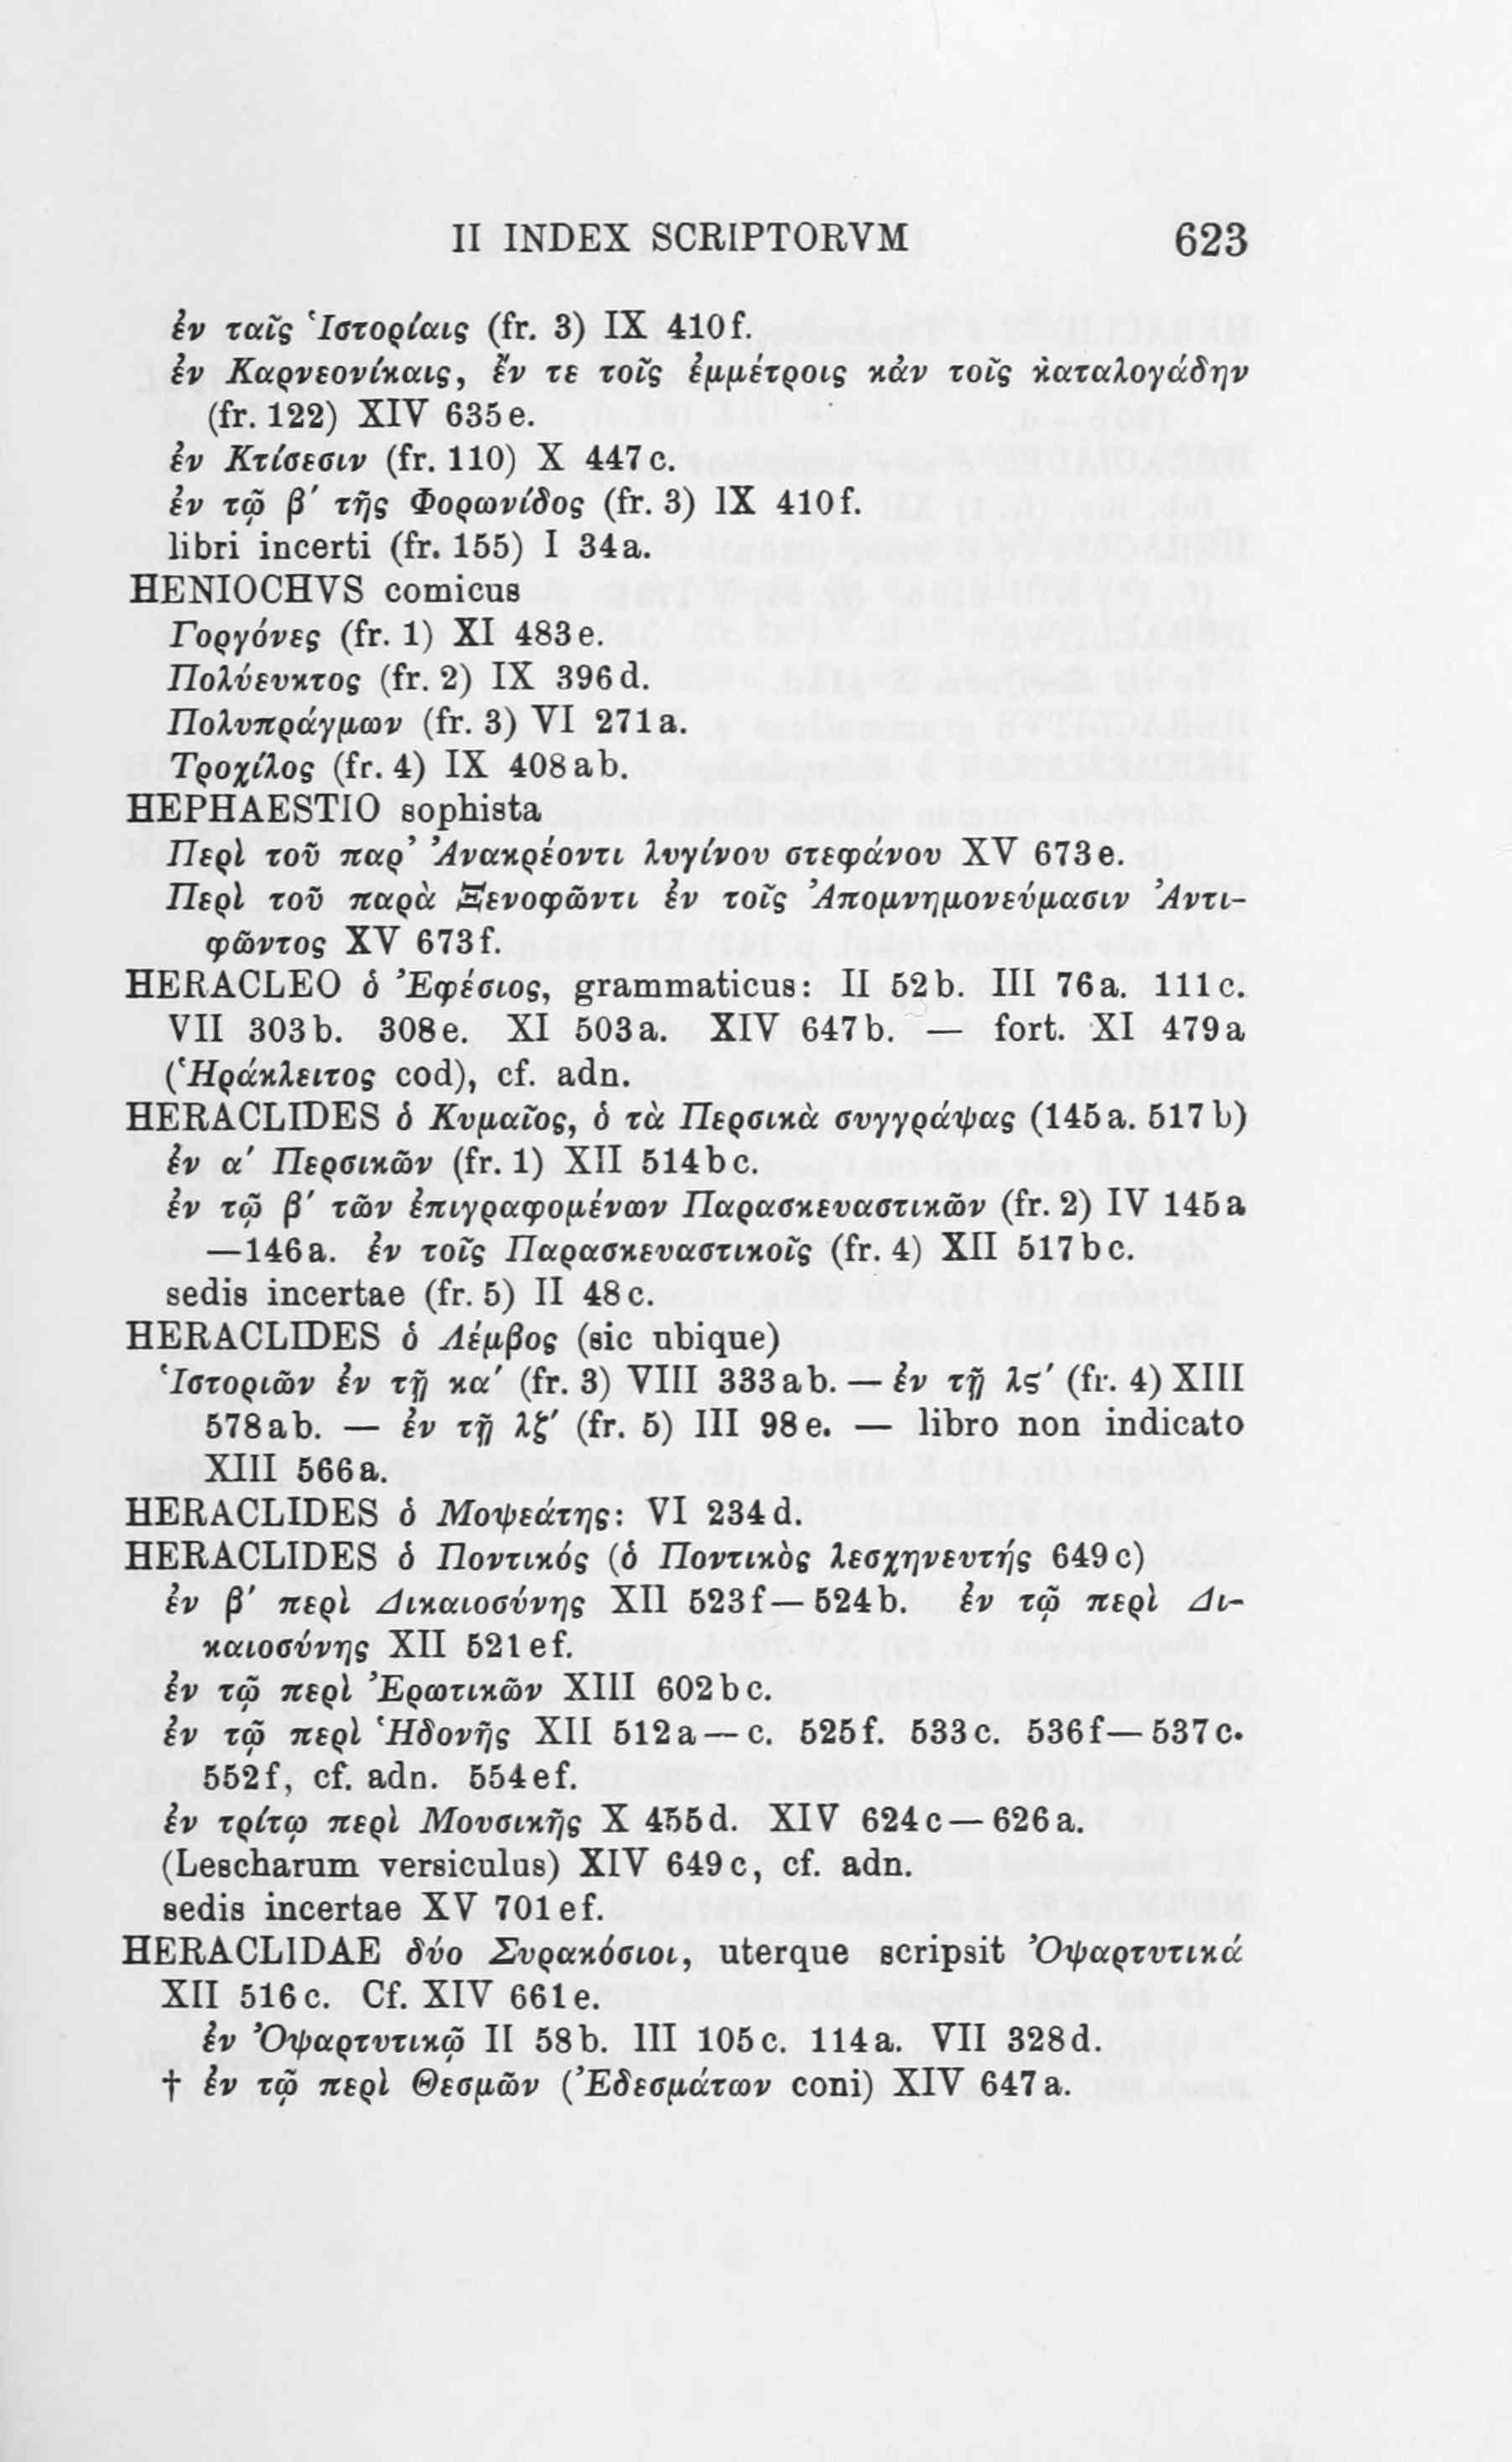 II INDEX SCRIPTORVM 623
ἐν ταῖς Ἱστορίαις (fr. 3) IX 410f.
ἐν Καρνεονίκαις, ἔν τε τοῖς ἐμμέτροις κἀν τοῖς καταλογάδην
(fr. 122) XIV 635e.
ἐν Κτίσεσιν (fr. 110) X 447c.
ἐν τῷ β′ τῆς Φορωνίδος (fr. 3) IX 410f.
libri incerti (fr. 155) I 34a.
HENIOCHVS comicus
Γοργόνες (fr. 1) XI 483e.
Πολύευκτος (fr. 2) IX 396d.
Πολυπράγμων (fr. 3) VI 271a.
Τροχίλος (fr. 4) IX 408ab.
HEPHAESTIO sophista
Περὶ τοῦ παρ’ Ἀνακρέοντι λυγίνου στεφάνου XV 673e.
Περὶ τοῦ παρὰ Ξενοφῶντι ἐν τοῖς Ἀπομνημονεύμασιν Ἀντι-
φῶντος XV 673f.
HERACLEO ὁ Ἐφέσιος, grammaticus: II 52b. III 76a. 111c.
VII 303b. 308e. XI 503a. XIV 647b. — fort. XI 479a
(Ἡράκλειτος cod), cf. adn.
HERACLIDES ὁ Κυμαῖος, ὁ τὰ Περσικὰ συγγράψας (145a. 517b)
ἐν α′ Περσικῶν (fr. 1) XII 514bc.
ἐν τῷ β′ τῶν ἐπιγραφομένων Παρασκευαστικῶν (fr. 2) IV 145a
—146a. ἐν τοῖς Παρασκευαστικοῖς (fr. 4) XII 517bc.
sedis incertae (fr. 5) II 48c.
HERACLIDES ὁ Λέμβος (sic ubique)
Ἱστοριῶν ἐν τῇ κα′ (fr. 3) VIII 333ab. — ἐν τῇ λς′ (fr. 4) XIII
578ab. — ἐν τῇ λζ′ (fr. 5) III 98e. — libro non indicato
XIII 566a.
HERACLIDES ὁ Μοψεάτης: VI 234d.
HERACLIDES ὁ Ποντικός (ὁ Ποντικὸς λεσχηνευτής 649c)
ἐν β′ περὶ Δικαιοσύνης XII 523f—524b. ἐν τῷ περὶ Δι-
καιοσύνης XII 521ef.
ἐν τῷ περὶ Ἐρωτικῶν XIII 602bc.
ἐν τῷ περὶ Ἡδονῆς XII 512a—c. 525f. 533c. 536f—537c.
552f, cf. adn. 554ef.
ἐν τρίτῳ περὶ Μουσικῆς X 455d. XIV 624c—626a.
(Lescharum versiculus) XIV 649c, cf. adn.
sedis incertae XV 701ef.
HERACLIDAE δύο Συρακόσιοι, uterque scripsit Ὀψαρτυτικά
XII 516c. Cf. XIV 661e.
ἐν Ὀψαρτυτικῷ II 58b. III 105c. 114a. VII 328d.
† ἐν τῷ περὶ Θεσμῶν (Ἐδεσμάτων coni) XIV 647a.